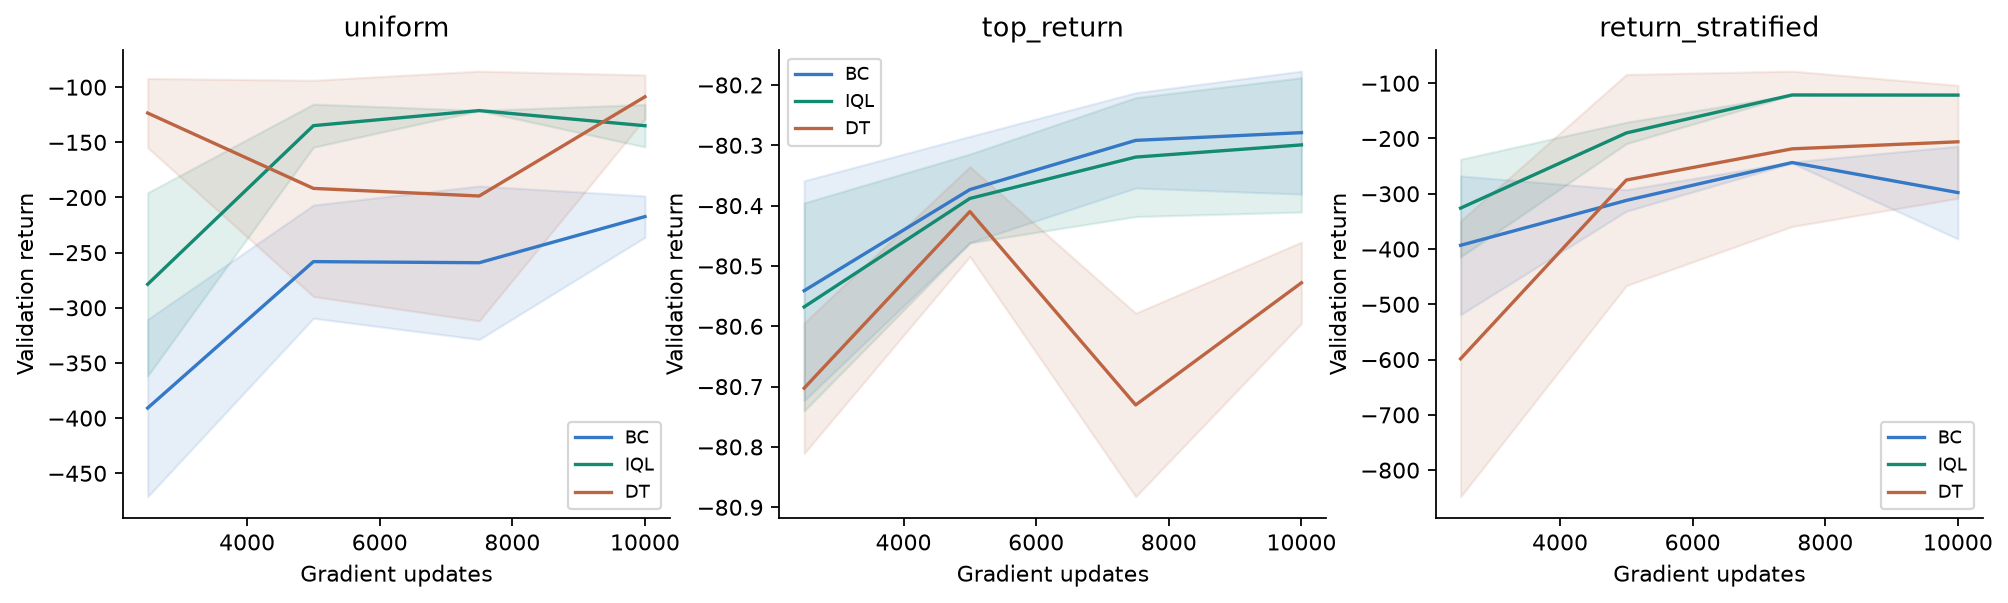 uniform
−100
−150
−200
−250
−300
−350
−400
−450
Validation return
4000 6000 8000 10000
Gradient updates
BC
IQL
DT
top_return
−80.2
−80.3
−80.4
−80.5
−80.6
−80.7
−80.8
−80.9
Validation return
4000 6000 8000 10000
Gradient updates
BC
IQL
DT
return_stratified
−100
−200
−300
−400
−500
−600
−700
−800
Validation return
4000 6000 8000 10000
Gradient updates
BC
IQL
DT